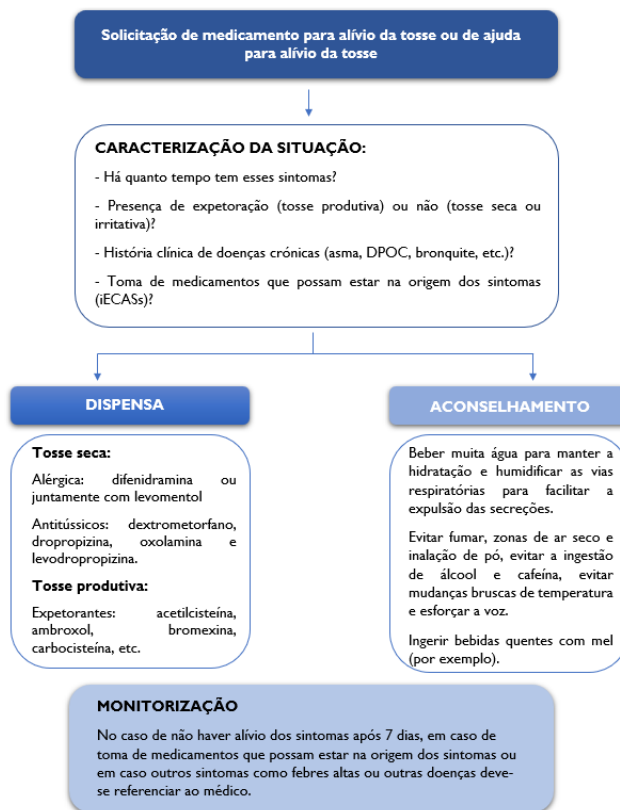 Solicitação de medicamento para alívio da tosse ou de ajuda
para alívio da tosse
CARACTERIZAÇÃO DA SITUAÇÃO:
- Há quanto tempo tem esses sintomas?
- Presença de expetoração (tosse produtiva) ou não (tosse seca ou
irritativa)?
- História clínica de doenças crónicas (asma, DPOC, bronquite, etc.)?
- Toma de medicamentos que possam estar na origem dos sintomas
(iECASs)?
DISPENSA
Tosse seca:
Alérgica: difenidramina ou
juntamente com levomentol
Antitússicos: dextrometorfano,
dropropizina, oxolamina e
levodropropizina.
Tosse produtiva:
Expetorantes: acetilcisteína,
ambroxol, bromexina,
carbocisteína, etc.
ACONSELHAMENTO
Beber muita água para manter a
hidratação e humidificar as vias
respiratórias para facilitar a
expulsão das secreções.
Evitar fumar, zonas de ar seco e
inalação de pó, evitar a ingestão
de álcool e cafeína, evitar
mudanças bruscas de temperatura
e esforçar a voz.
Ingerir bebidas quentes com mel
(por exemplo).
MONITORIZAÇÃO
No caso de não haver alívio dos sintomas após 7 dias, em caso de
toma de medicamentos que possam estar na origem dos sintomas ou
em caso outros sintomas como febres altas ou outras doenças deve-
se referenciar ao médico.